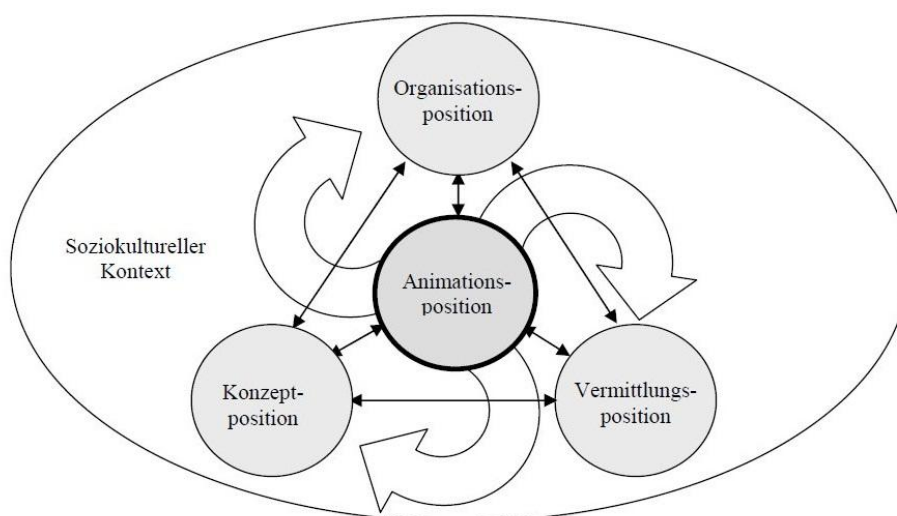 Organisations-
position
Soziokultureller
Kontext
Animations-
position
Konzept-
position
Vermittlungs-
position